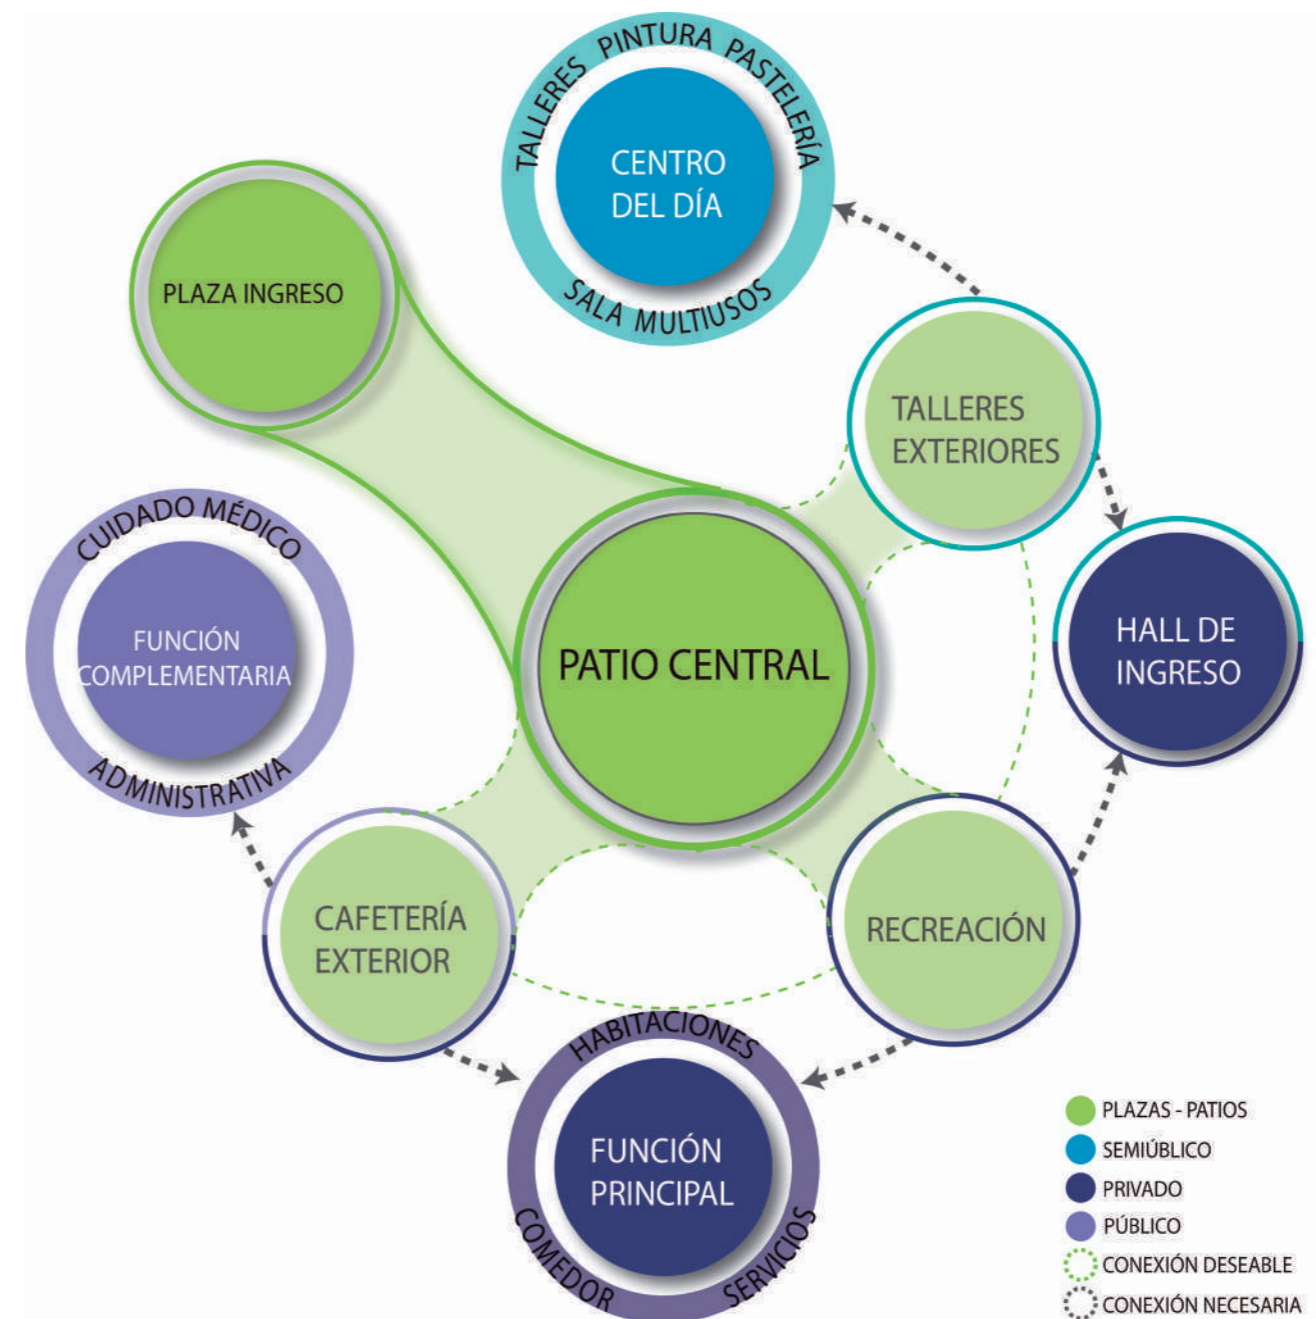 TALLERES PINTURA PASTELERÍA
CENTRO
DEL DÍA
SALA MULTIUSOS
PLAZA INGRESO
TALLERES
EXTERIORES
CUIDADO MÉDICO
FUNCIÓN
COMPLEMENTARIA
ADMINISTRATIVA
PATIO CENTRAL
HALL DE
INGRESO
CAFETERÍA
EXTERIOR
RECREACIÓN
HABITACIONES
FUNCIÓN
PRINCIPAL
COMEDOR
SERVICIOS
PLAZAS - PATIOS
SEMIÚBLICO
PRIVADO
PÚBLICO
CONEXIÓN DESEABLE
CONEXIÓN NECESARIA